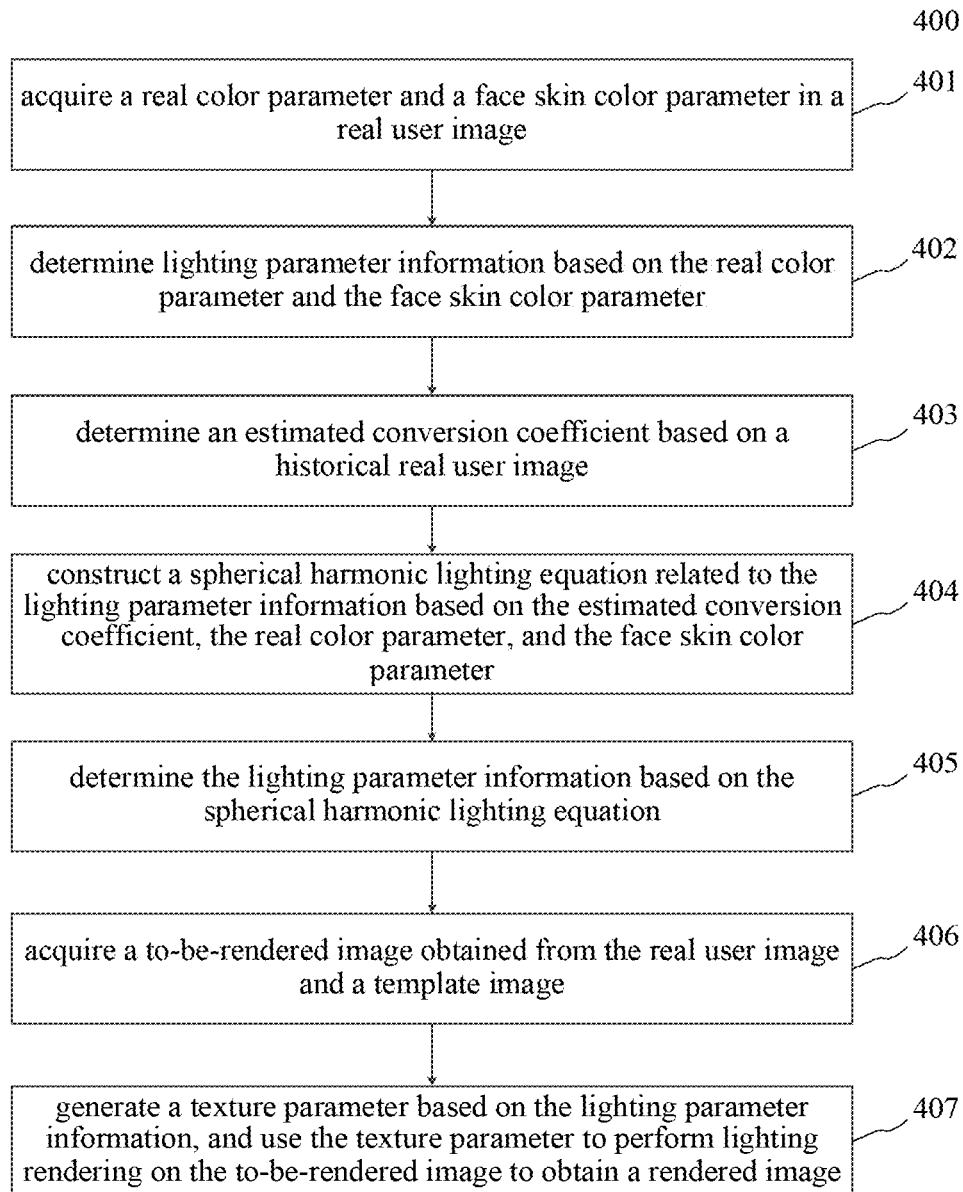 400
acquire a real color parameter and a face skin color parameter in a
real user image
401
determine lighting parameter information based on the real color
parameter and the face skin color parameter
402
determine an estimated conversion coefficient based on a
historical real user image
403
construct a spherical harmonic lighting equation related to the
lighting parameter information based on the estimated conversion
coefficient, the real color parameter, and the face skin color
parameter
404
determine the lighting parameter information based on the
spherical harmonic lighting equation
405
acquire a to-be-rendered image obtained from the real user image
and a template image
406
generate a texture parameter based on the lighting parameter
information, and use the texture parameter to perform lighting
rendering on the to-be-rendered image to obtain a rendered image
407